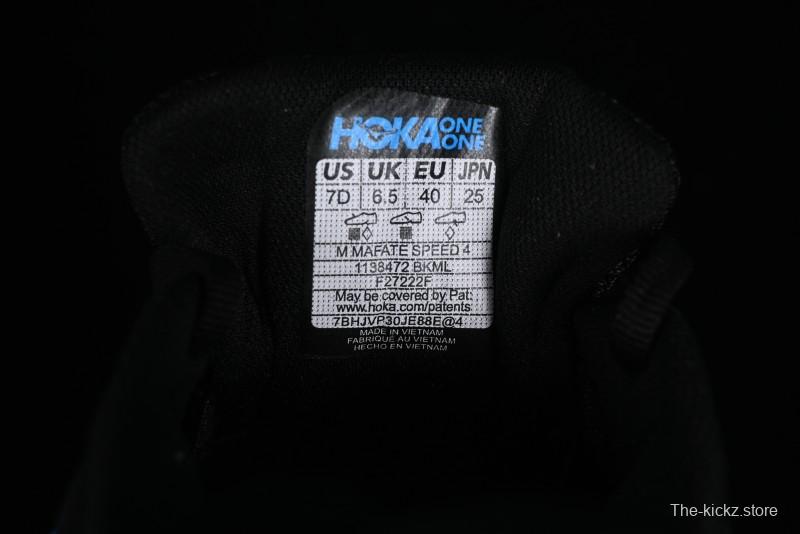 HOKA ONE ONE
US UK EU JPN
7D 6.5 40 25
M MAFATE SPEED 4
1138472 BKML
F27222F
May be covered by Pat:
www.hoka.com/patents
7BHJVP30JE88E@4
MADE IN VIETNAM
FABRIQUÉ AU VIETNAM
HECHO EN VIETNAM
The-kickz.store